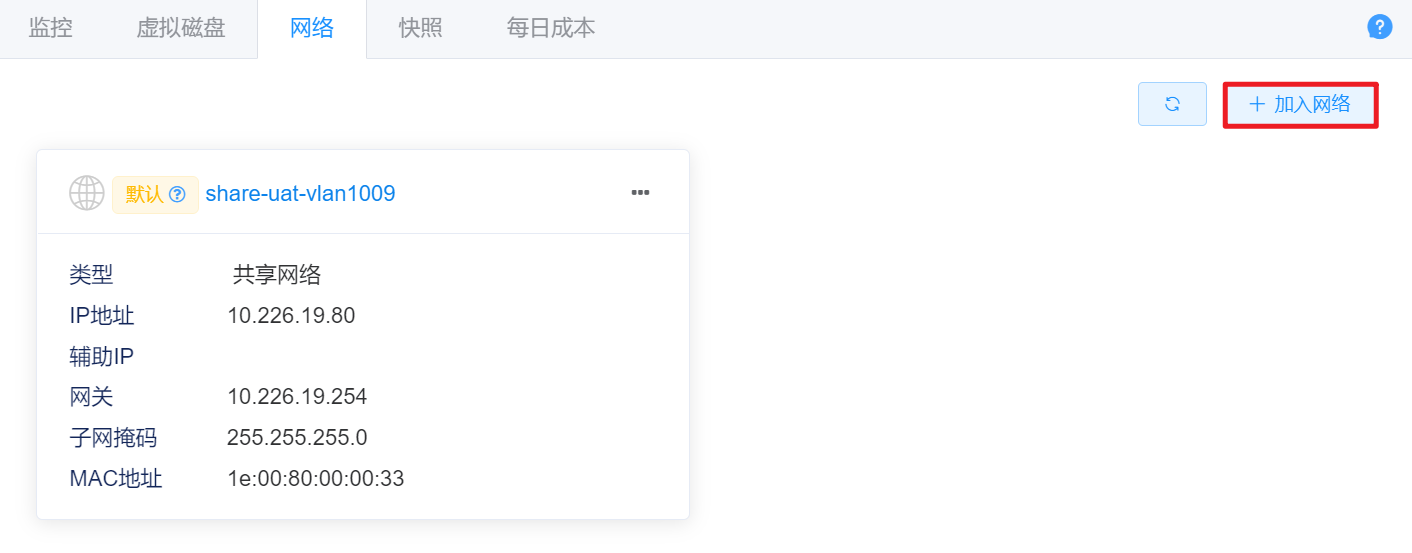 监控 虚拟磁盘 网络 快照 每日成本 ?
+ 加入网络
默认 ? share-uat-vlan1009 ...
类型 共享网络
IP地址 10.226.19.80
辅助IP
网关 10.226.19.254
子网掩码 255.255.255.0
MAC地址 1e:00:80:00:00:33